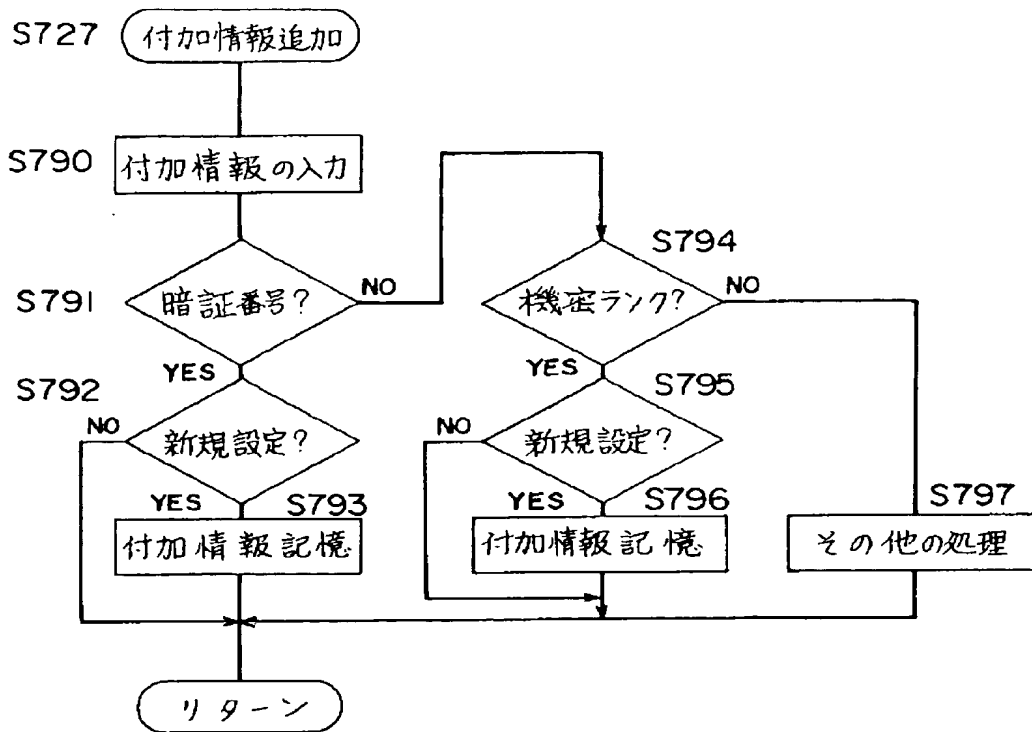 S727 付加情報追加
S790 付加情報の入力
S791 暗証番号? NO
YES
S792 新規設定? NO
YES S793
付加情報記憶
S794
機密ランク? NO
YES S795
新規設定? NO
YES S796
付加情報記憶
S797
その他の処理
リターン